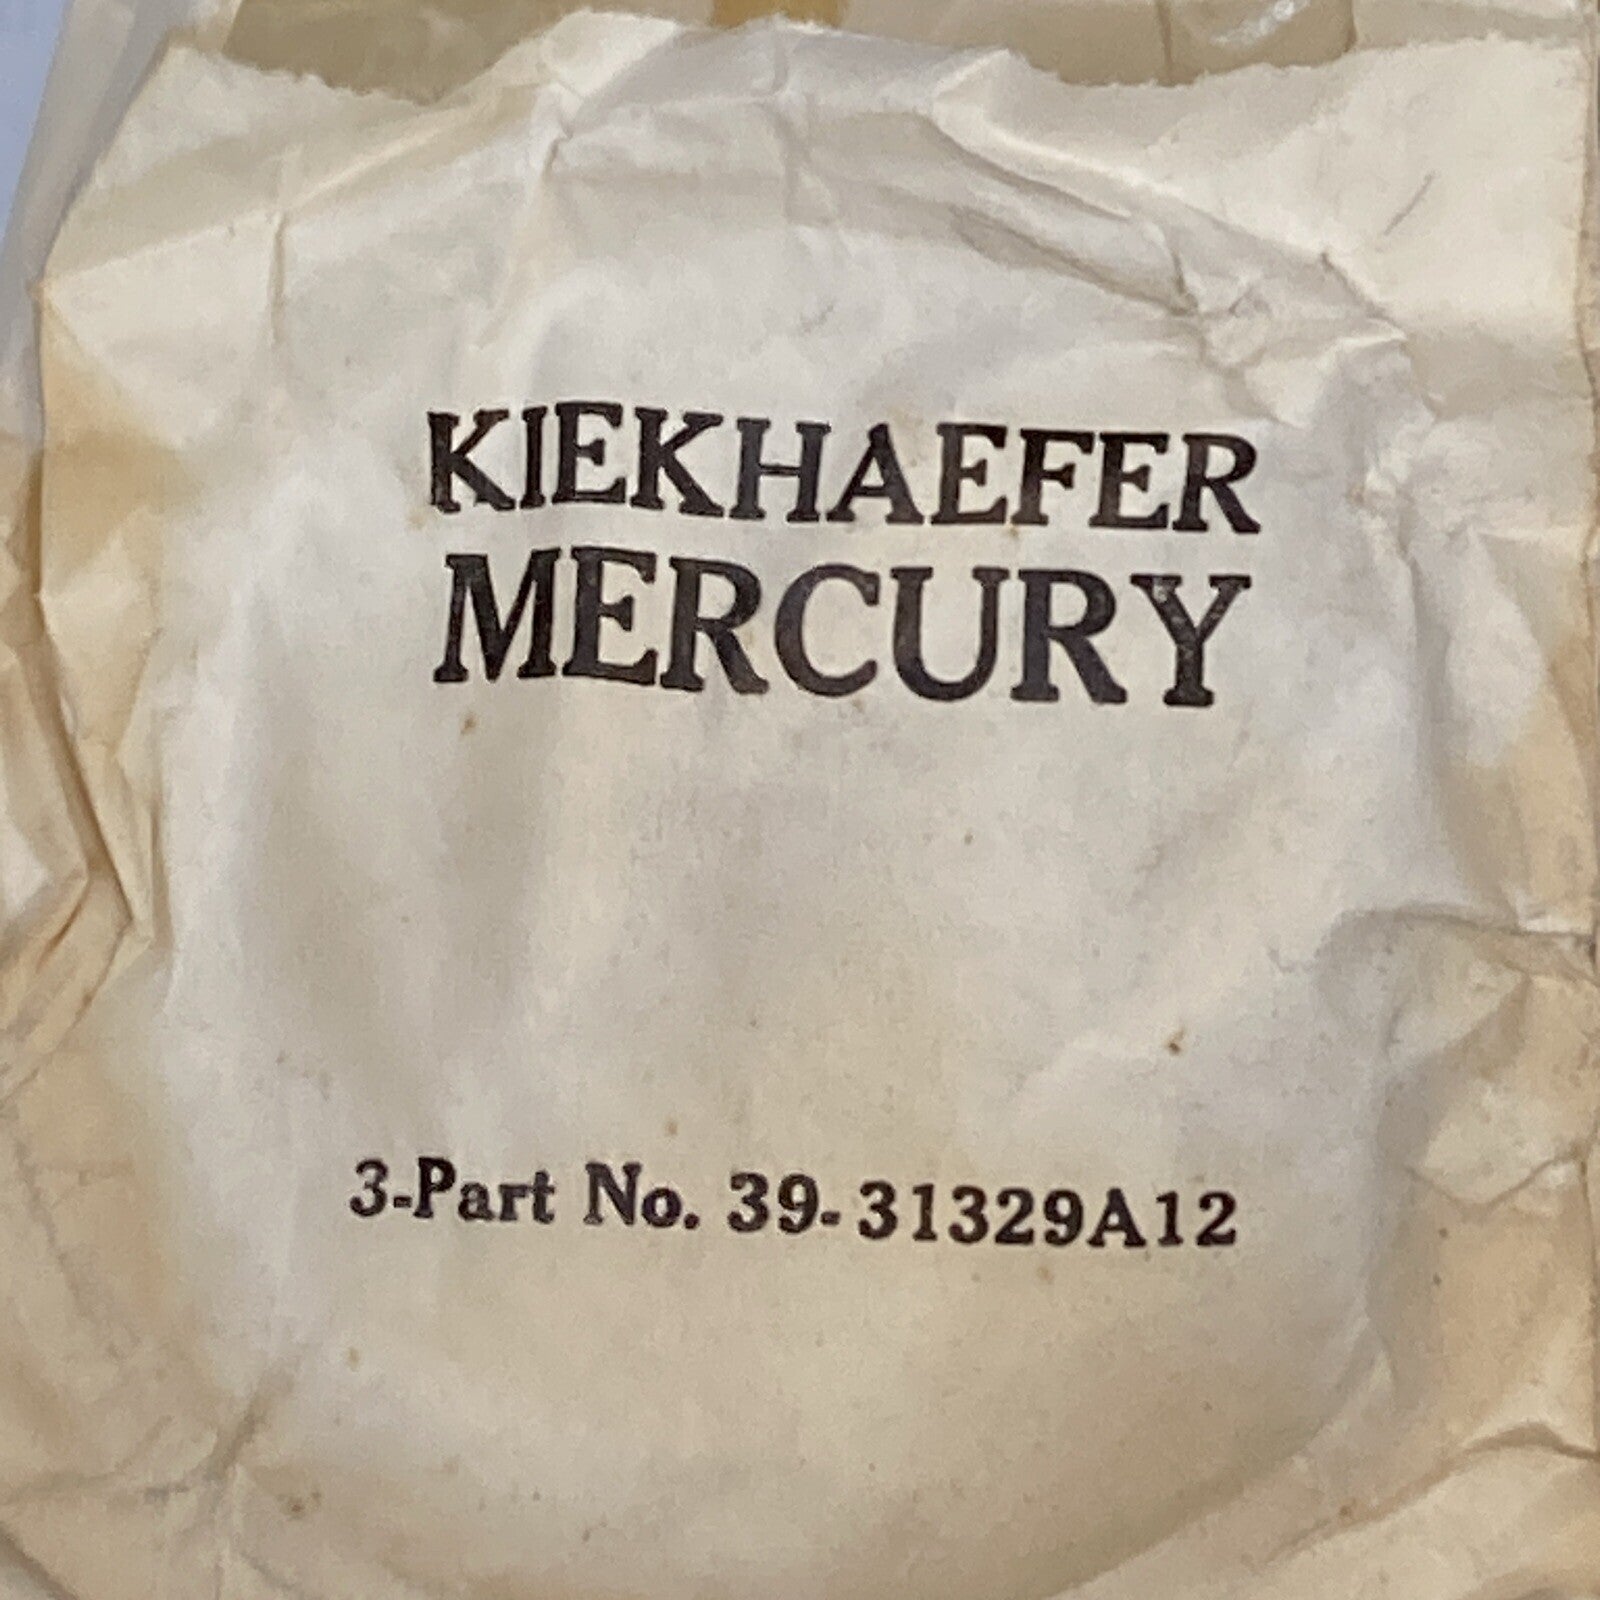 KIEKHAEFER
MERCURY
3-Part No. 39-31329A12